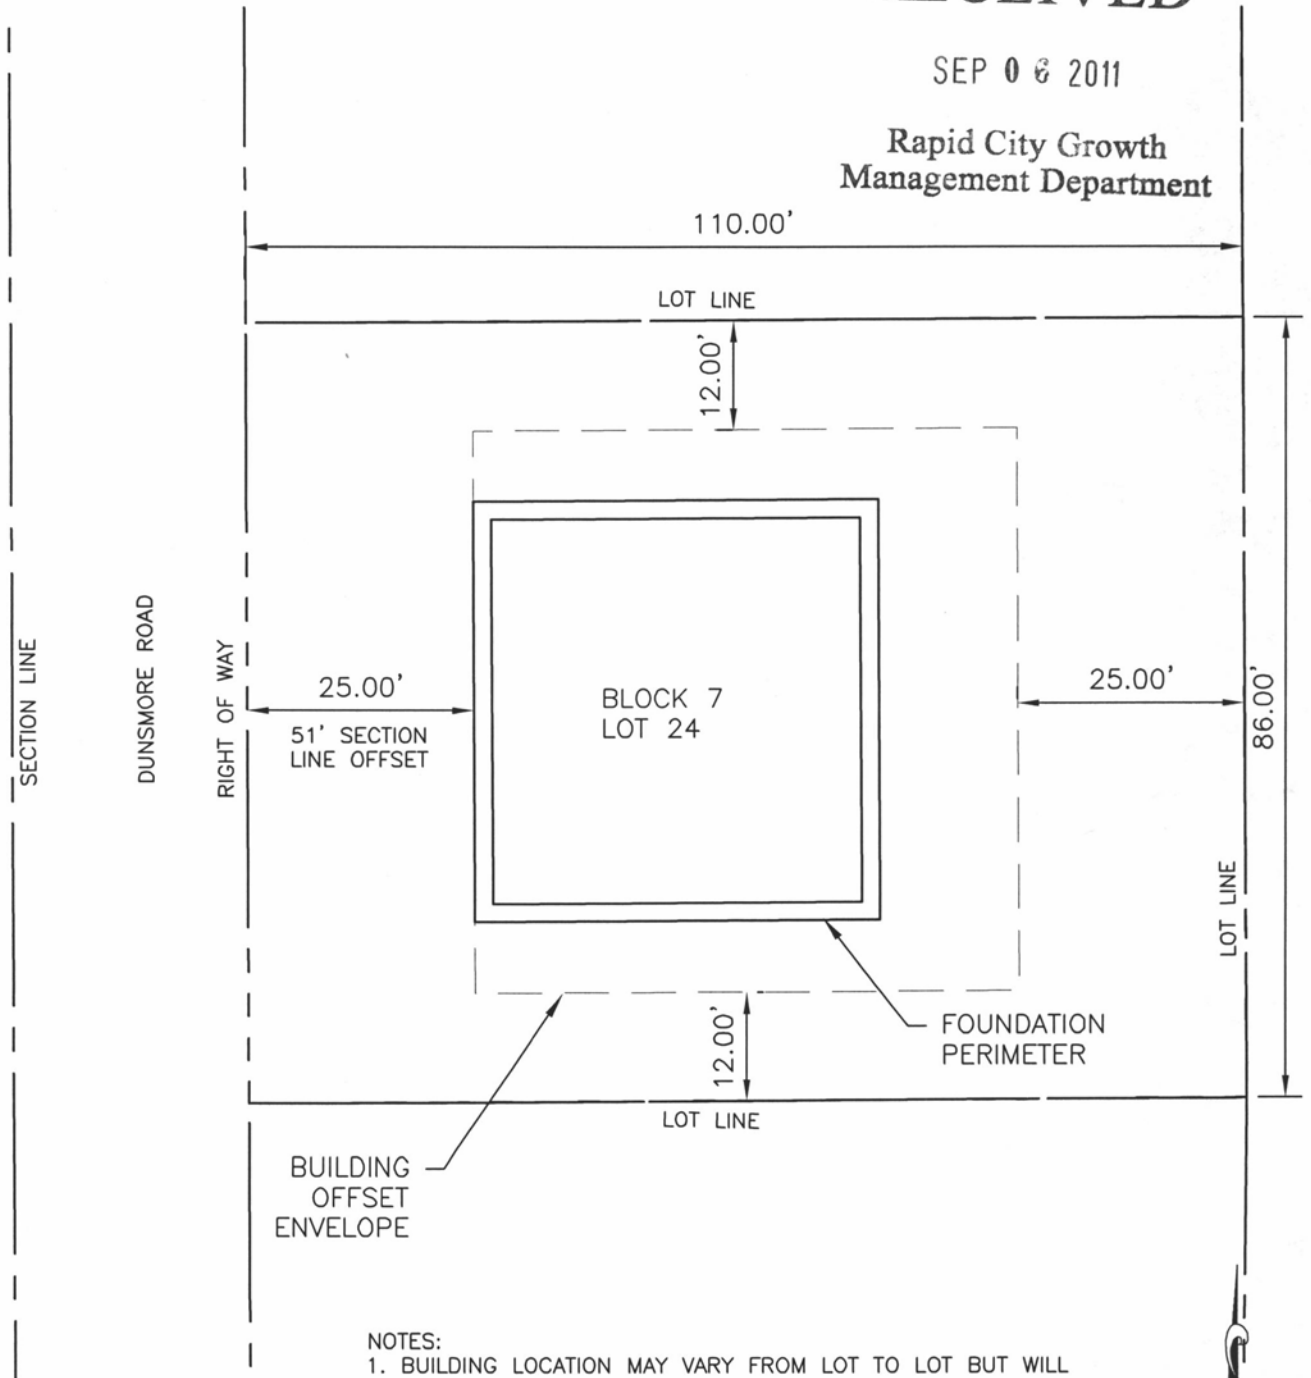 SEP 06 2011
Rapid City Growth
Management Department
110.00'
LOT LINE
12.00'
SECTION LINE
DUNSMORE ROAD
RIGHT OF WAY
25.00'
51' SECTION
LINE OFFSET
BLOCK 7
LOT 24
25.00'
86.00'
LOT LINE
12.00'
FOUNDATION
PERIMETER
LOT LINE
BUILDING
OFFSET
ENVELOPE
NOTES:
1. BUILDING LOCATION MAY VARY FROM LOT TO LOT BUT WILL